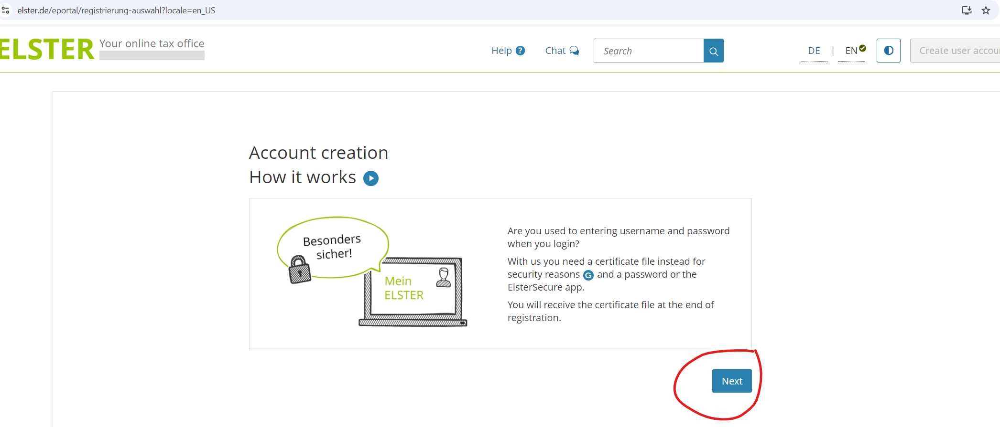 elster.de/eportal/registrierung-auswahl?locale=en_US
ELSTER
Your online tax office
Help ?
Chat
Search
DE | EN
Create user accou
Account creation
How it works
Besonders
sicher!
Mein
ELSTER
Are you used to entering username and password
when you login?
With us you need a certificate file instead for
security reasons G and a password or the
ElsterSecure app.
You will receive the certificate file at the end of
registration.
Next